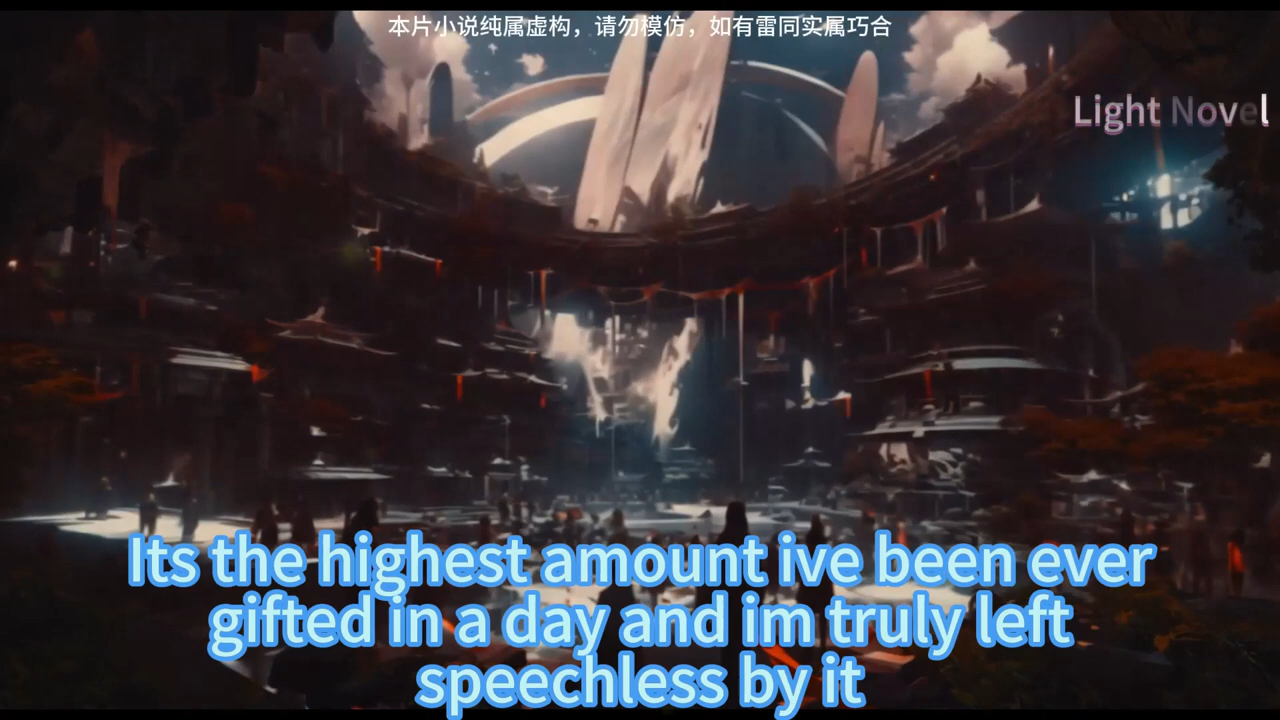 本片小说纯属虚构，请勿模仿，如有雷同实属巧合
Light Novel
Its the highest amount ive been ever
gifted in a day and im truly left
speechless by it